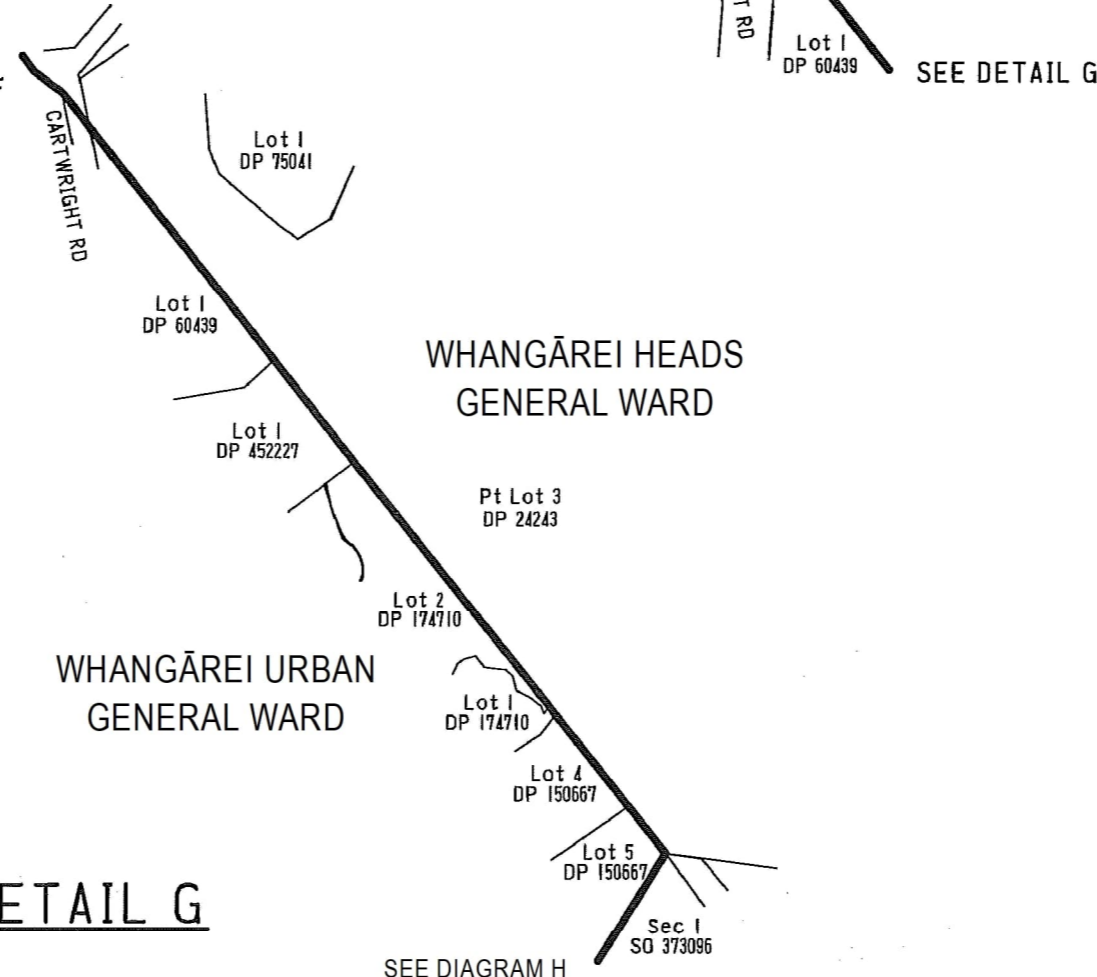 T RD
Lot 1
DP 60439
SEE DETAIL G
CARTWRIGHT RD
Lot 1
DP 75041
Lot 1
DP 60439
WHANGĀREI HEADS
GENERAL WARD
Lot 1
DP 452227
Pt Lot 3
DP 24243
Lot 2
DP 174710
WHANGĀREI URBAN
GENERAL WARD
Lot 1
DP 174710
Lot 4
DP 150667
Lot 5
DP 150667
ETAIL G
Sec 1
SO 373096
SEE DIAGRAM H